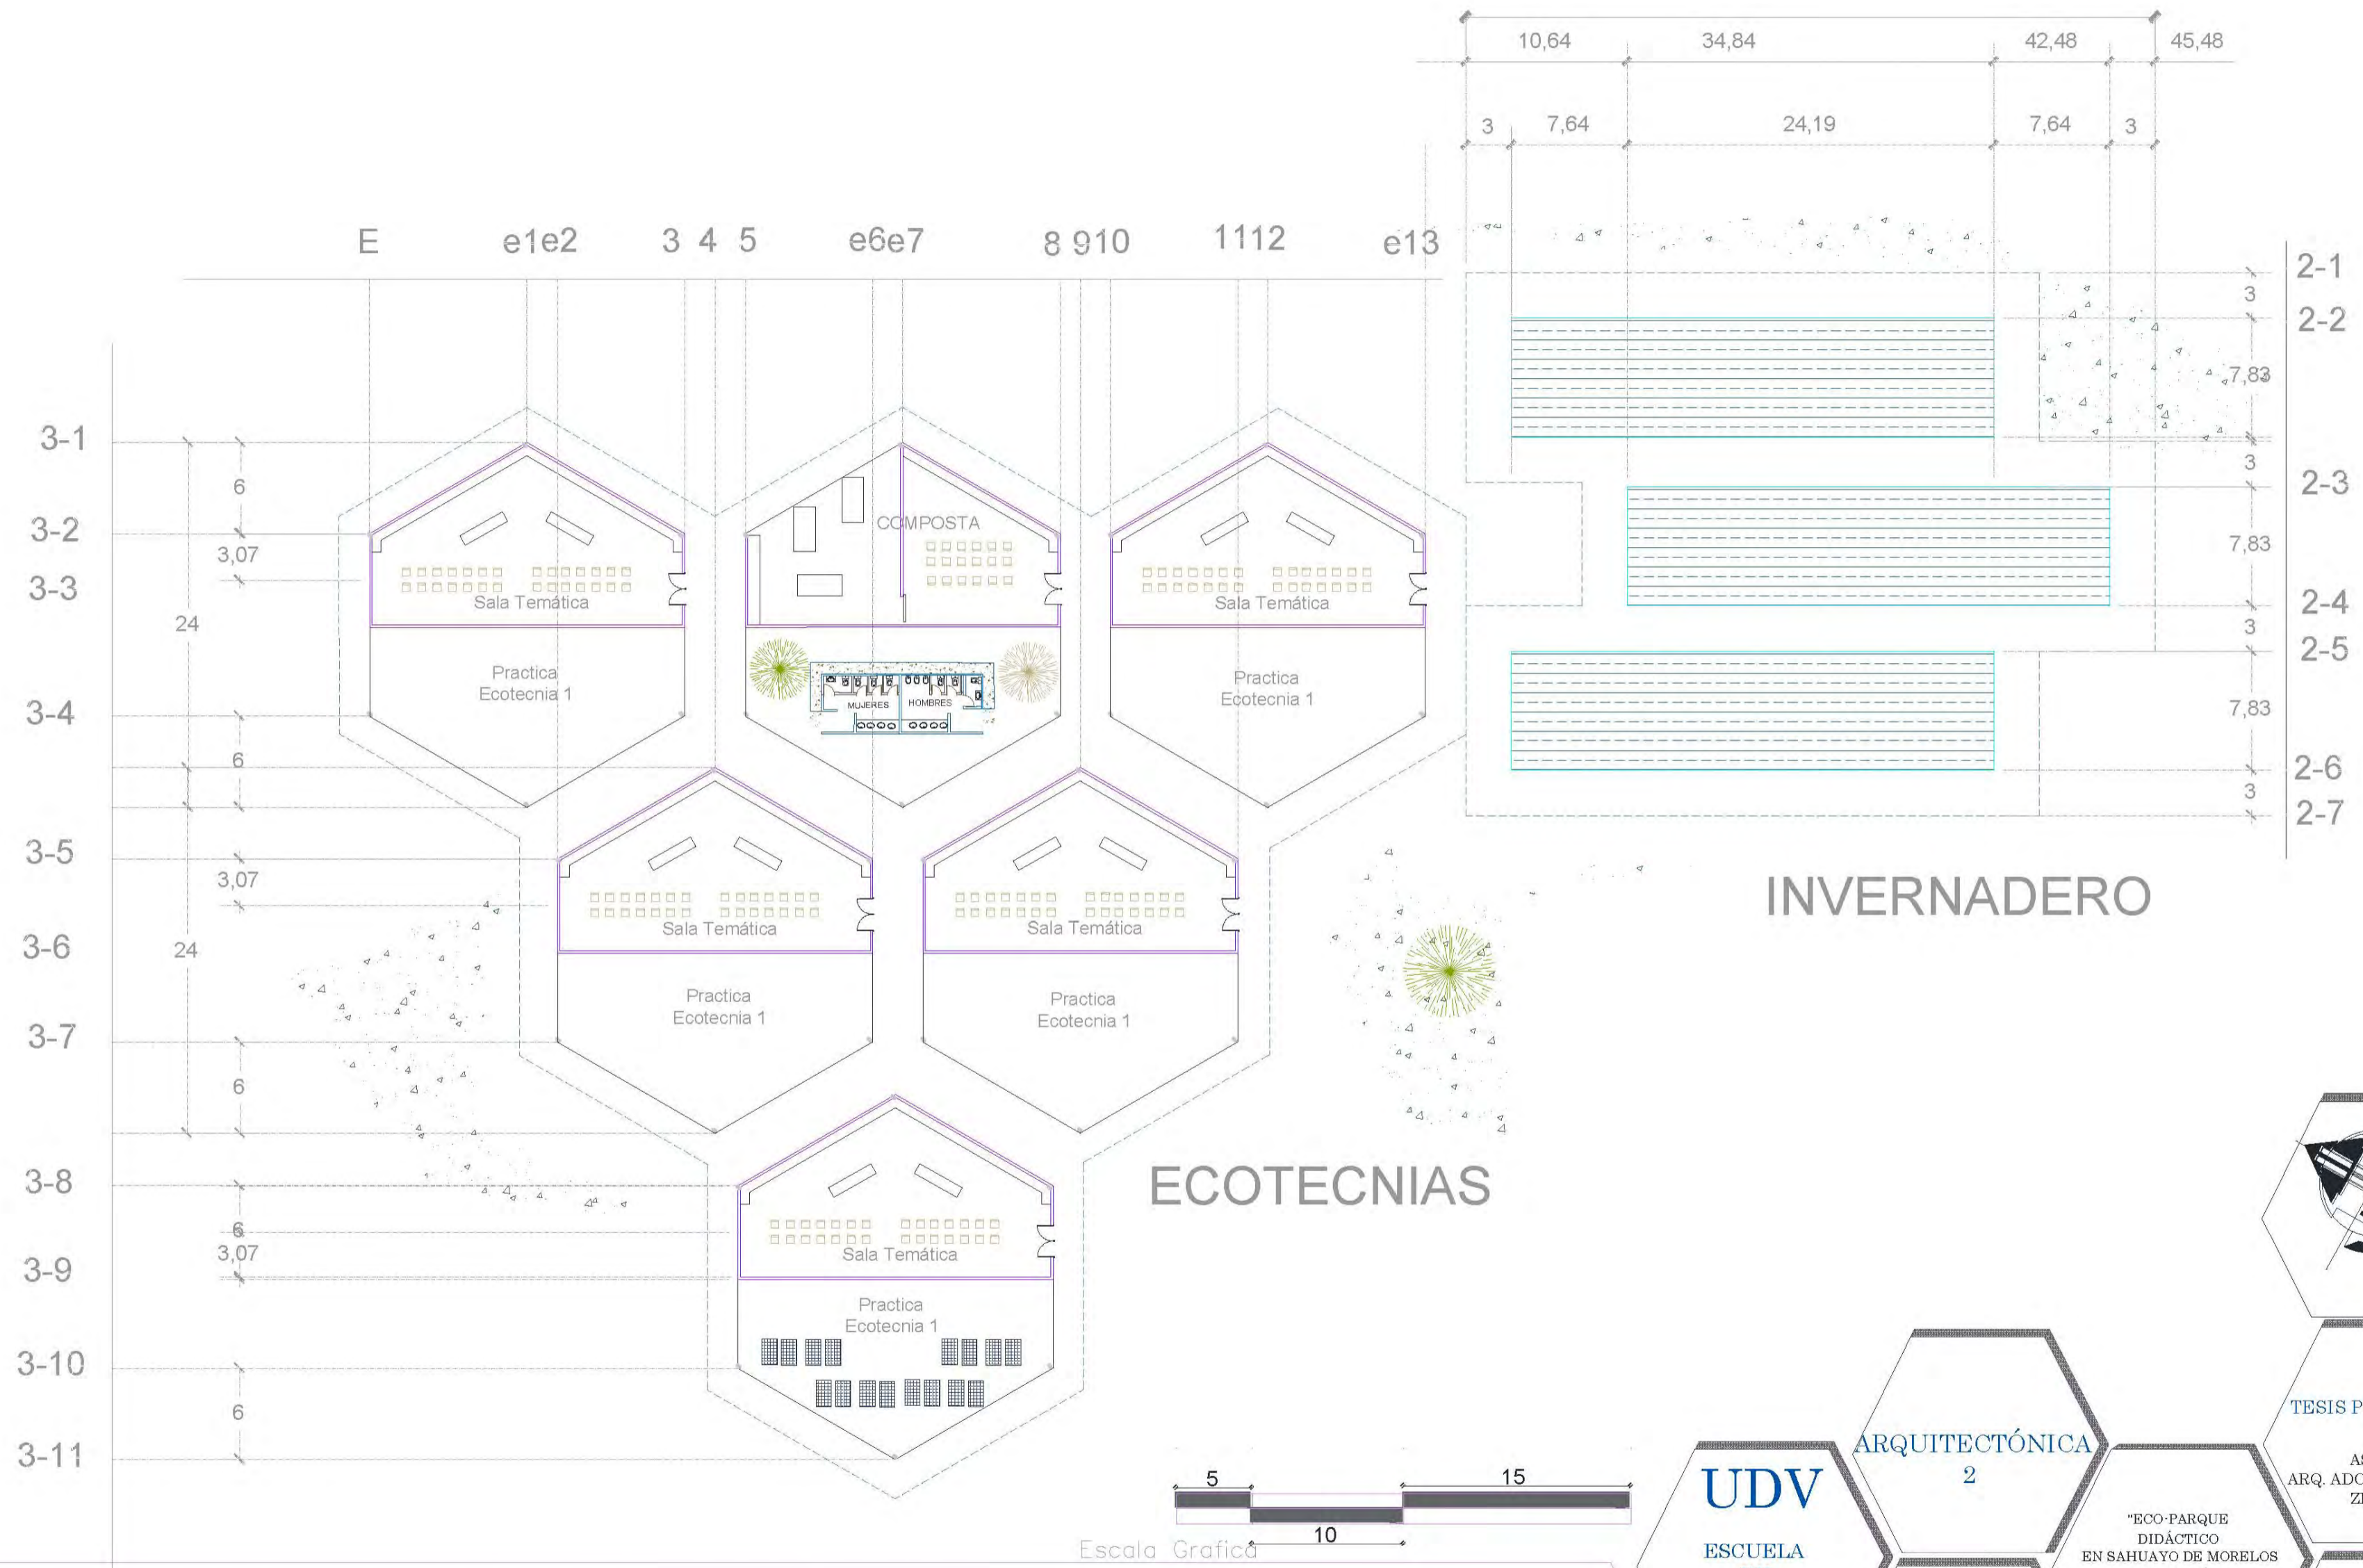 10,64 34,84 42,48 45,48
3 7,64 24,19 7,64 3
E e1e2 3 4 5 e6e7 8 910 1112 e13
2-1
3
2-2
7,83
3
2-3
7,83
2-4
3
2-5
7,83
2-6
3
2-7
3-1
6
3-2
3,07
3-3
24
3-4
6
3-5
3,07
3-6
24
3-7
6
3-8
6
3,07
3-9
3-10
6
3-11
Sala Temática
Practica
Ecotecnia 1
COMPOSTA
MUJERES HOMBRES
Sala Temática
Practica
Ecotecnia 1
Sala Temática
Practica
Ecotecnia 1
Sala Temática
Practica
Ecotecnia 1
Sala Temática
Practica
Ecotecnia 1
INVERNADERO
ECOTECNIAS
5 15
10
Escala Grafica
UDV
ESCUELA
ARQUITECTÓNICA
2
"ECO-PARQUE
DIDÁCTICO
EN SAHUAYO DE MORELOS
TESIS P
ARQ. ADO